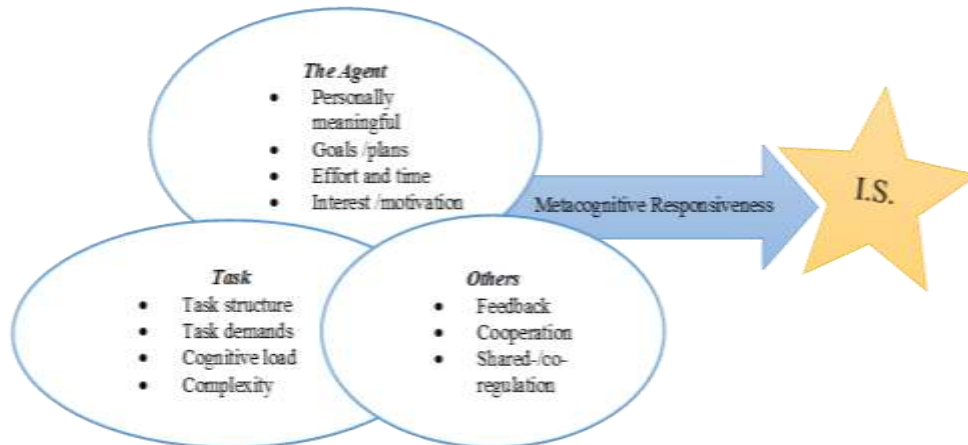 The Agent
• Personally
meaningful
• Goals /plans
• Effort and time
• Interest /motivation
Metacognitive Responsiveness
I.S.
Task
• Task structure
• Task demands
• Cognitive load
• Complexity
Others
• Feedback
• Cooperation
• Shared-/co-
regulation